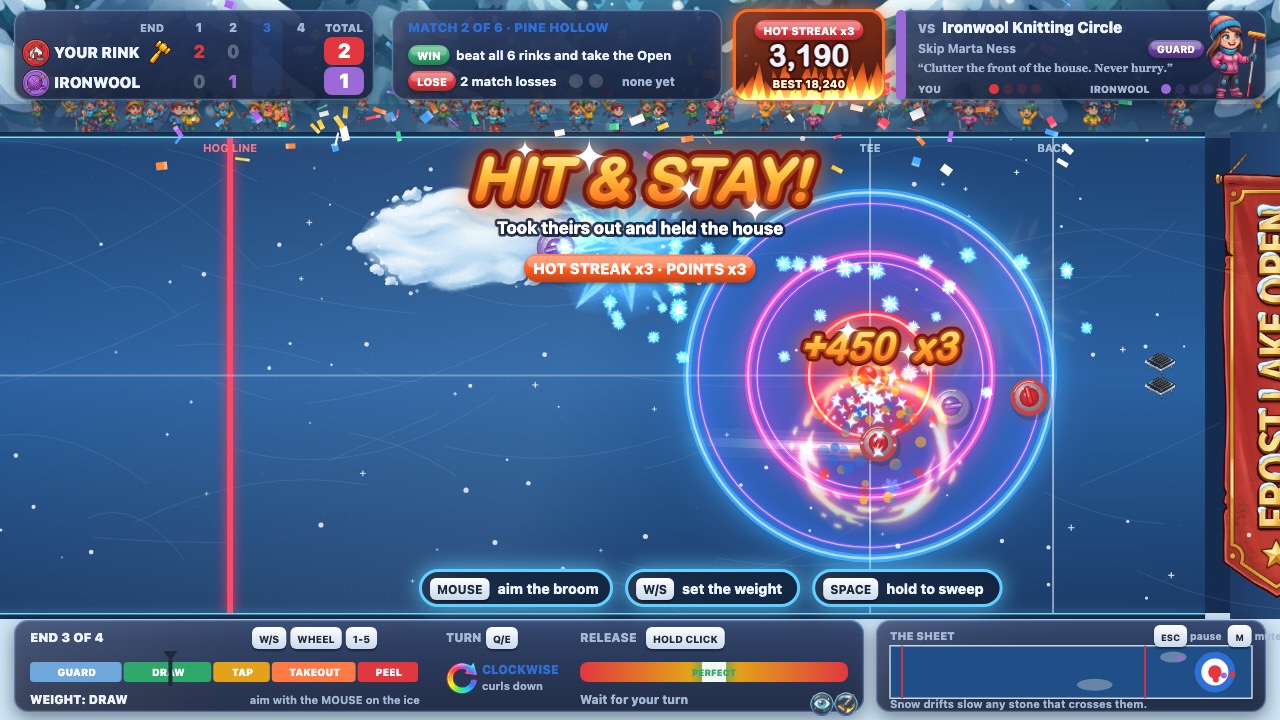 END 1 2 3 4 TOTAL
YOUR RINK 2 0 2
IRONWOOL 0 1 1
MATCH 2 OF 6 · PINE HOLLOW
WIN beat all 6 rinks and take the Open
LOSE 2 match losses none yet
HOT STREAK x3
3,190
BEST 18,240
VS Ironwool Knitting Circle
Skip Marta Ness GUARD
“Clutter the front of the house. Never hurry.”
YOU IRONWOOL
HOG LINE
TEE
BACK
HIT & STAY!
Took theirs out and held the house
HOT STREAK x3 · POINTS x3
+450 x3
FROST LAKE OPEN
MOUSE aim the broom
W/S set the weight
SPACE hold to sweep
END 3 OF 4
W/S WHEEL 1-5
GUARD DRAW TAP TAKEOUT PEEL
WEIGHT: DRAW
aim with the MOUSE on the ice
TURN Q/E
CLOCKWISE
curls down
RELEASE HOLD CLICK
PERFECT
Wait for your turn
THE SHEET
ESC pause M mute
Snow drifts slow any stone that crosses them.